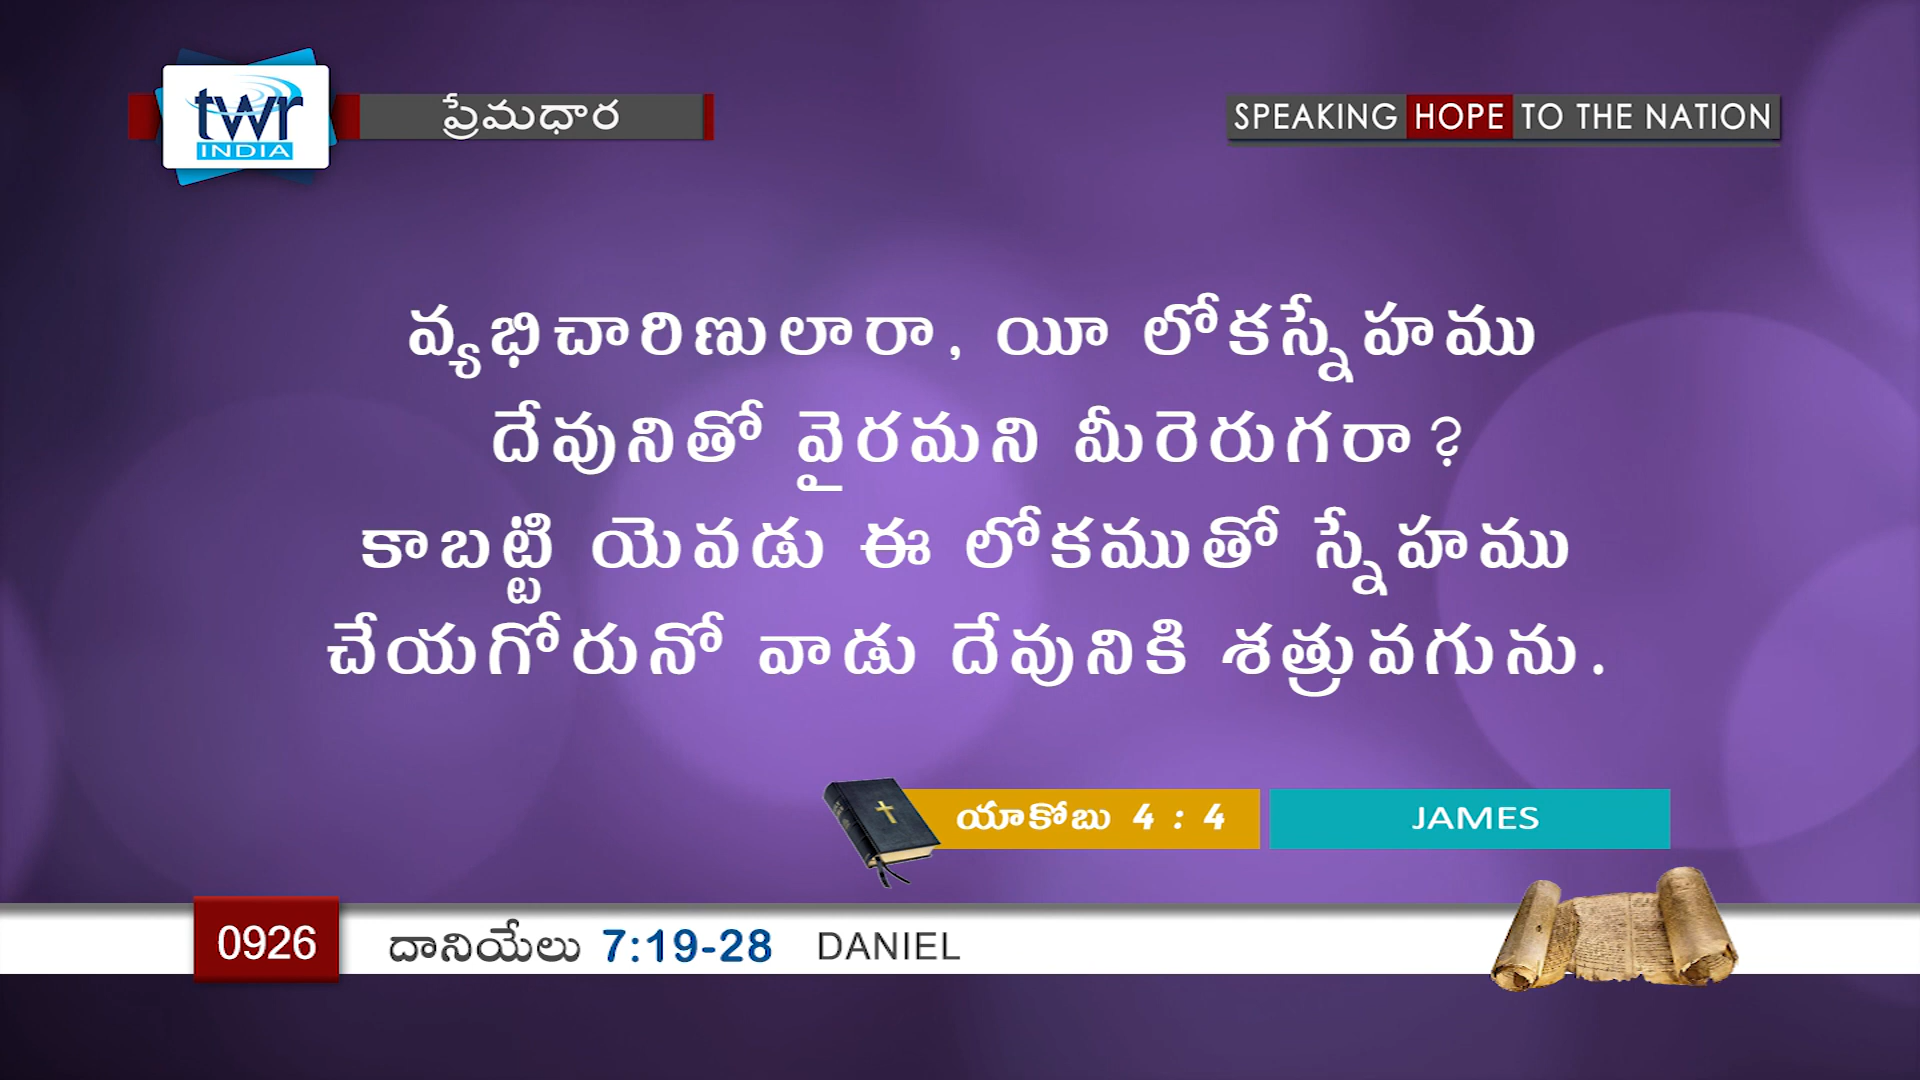 twr
INDIA
ప్రేమధార
SPEAKING HOPE TO THE NATION
వ్యభిచారిణులారా, యీ లోకస్నేహము
దేవునితో వైరమని మీరెరుగరా?
కాబట్టి యెవడు ఈ లోకముతో స్నేహము
చేయగోరునో వాడు దేవునికి శత్రువగును.
యాకోబు 4 : 4 JAMES
0926 దానియేలు 7:19-28 DANIEL